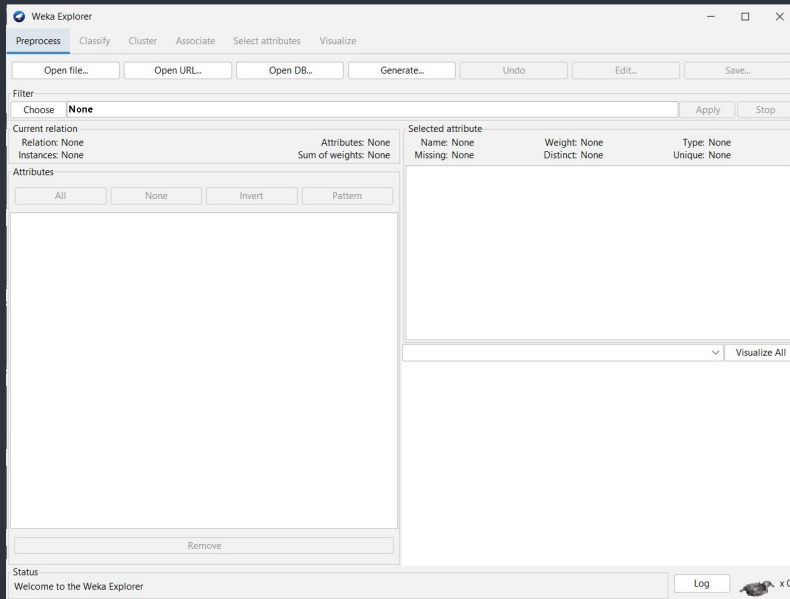 Weka Explorer
Preprocess Classify Cluster Associate Select attributes Visualize
Open file... Open URL... Open DB... Generate... Undo Edit... Save...
Filter
Choose None Apply Stop
Current relation
Relation: None Attributes: None
Instances: None Sum of weights: None
Selected attribute
Name: None Weight: None Type: None
Missing: None Distinct: None Unique: None
Attributes
All None Invert Pattern
Visualize All
Remove
Status
Welcome to the Weka Explorer
Log x 0